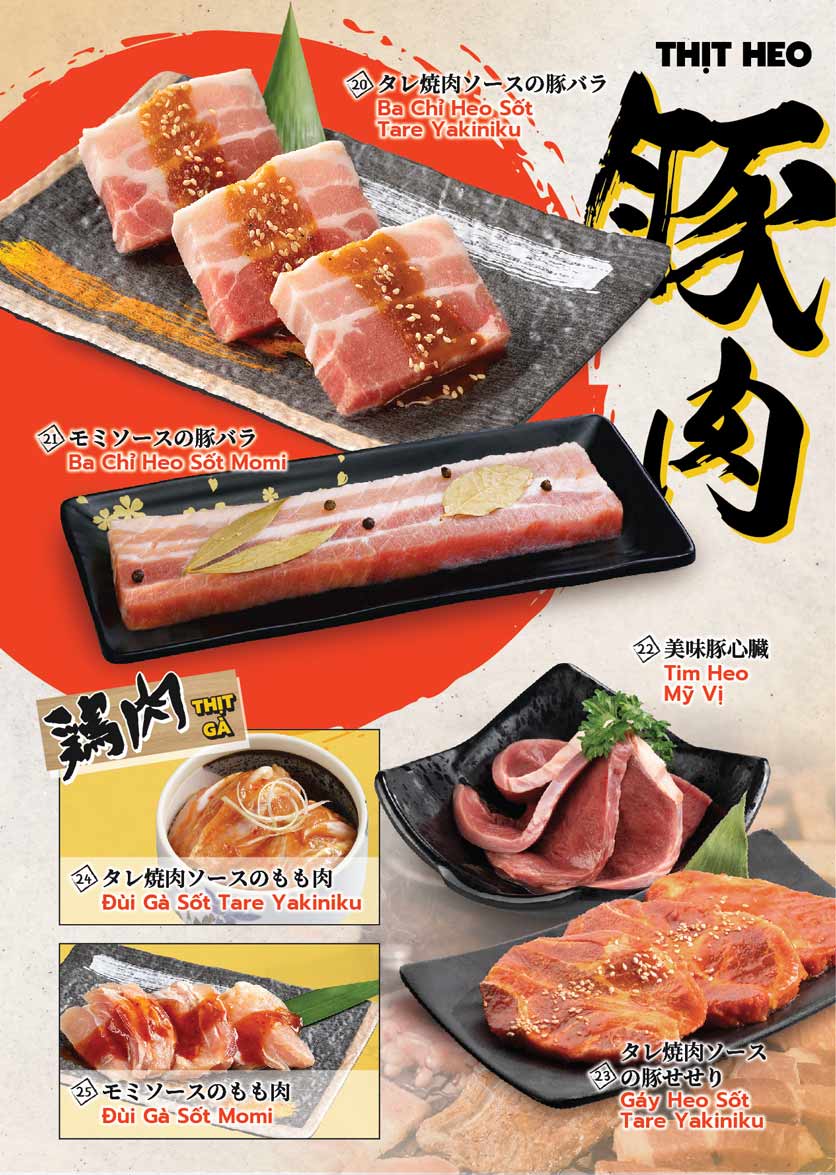 THỊT HEO
豚肉
20 タレ焼肉ソースの豚バラ
Ba Chỉ Heo Sốt
Tare Yakiniku
21 モミソースの豚バラ
Ba Chỉ Heo Sốt Momi
22 美味豚心臓
Tim Heo
Mỹ Vị
タレ焼肉ソース
23 の豚せせり
Gáy Heo Sốt
Tare Yakiniku
鶏肉
THỊT
GÀ
24 タレ焼肉ソースのもも肉
Đùi Gà Sốt Tare Yakiniku
25 モミソースのもも肉
Đùi Gà Sốt Momi